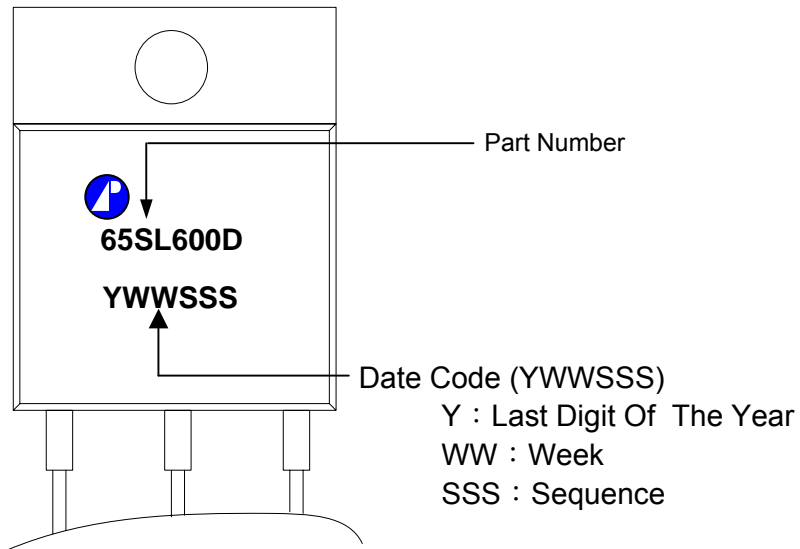 Part Number
65SL600D
YWWSSS
Date Code (YWWSSS)
Y：Last Digit Of The Year
WW：Week
SSS：Sequence